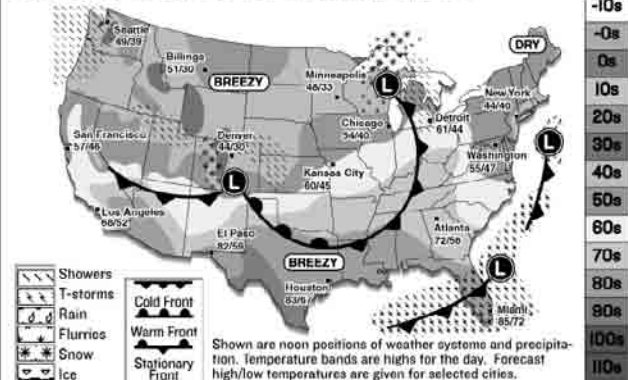 Seattle
49/39
Billings
51/30
BREEZY
Minneapolis
48/33
L
DRY
New York
44/40
Detroit
61/44
Chicago
54/40
San Francisco
57/46
Denver
44/30
L
Kansas City
60/45
Washington
55/47
L
Los Angeles
68/52
El Paso
82/56
Atlanta
72/56
BREEZY
Houston
L
Miami
85/72
Showers
T-storms
Rain
Flurries
Snow
Ice
Cold Front
Warm Front
Stationary
Front
Shown are noon positions of weather systems and precipita-
tion. Temperature bands are highs for the day. Forecast
high/low temperatures are given for selected cities.
-10s
-0s
0s
10s
20s
30s
40s
50s
60s
70s
80s
90s
100s
110s